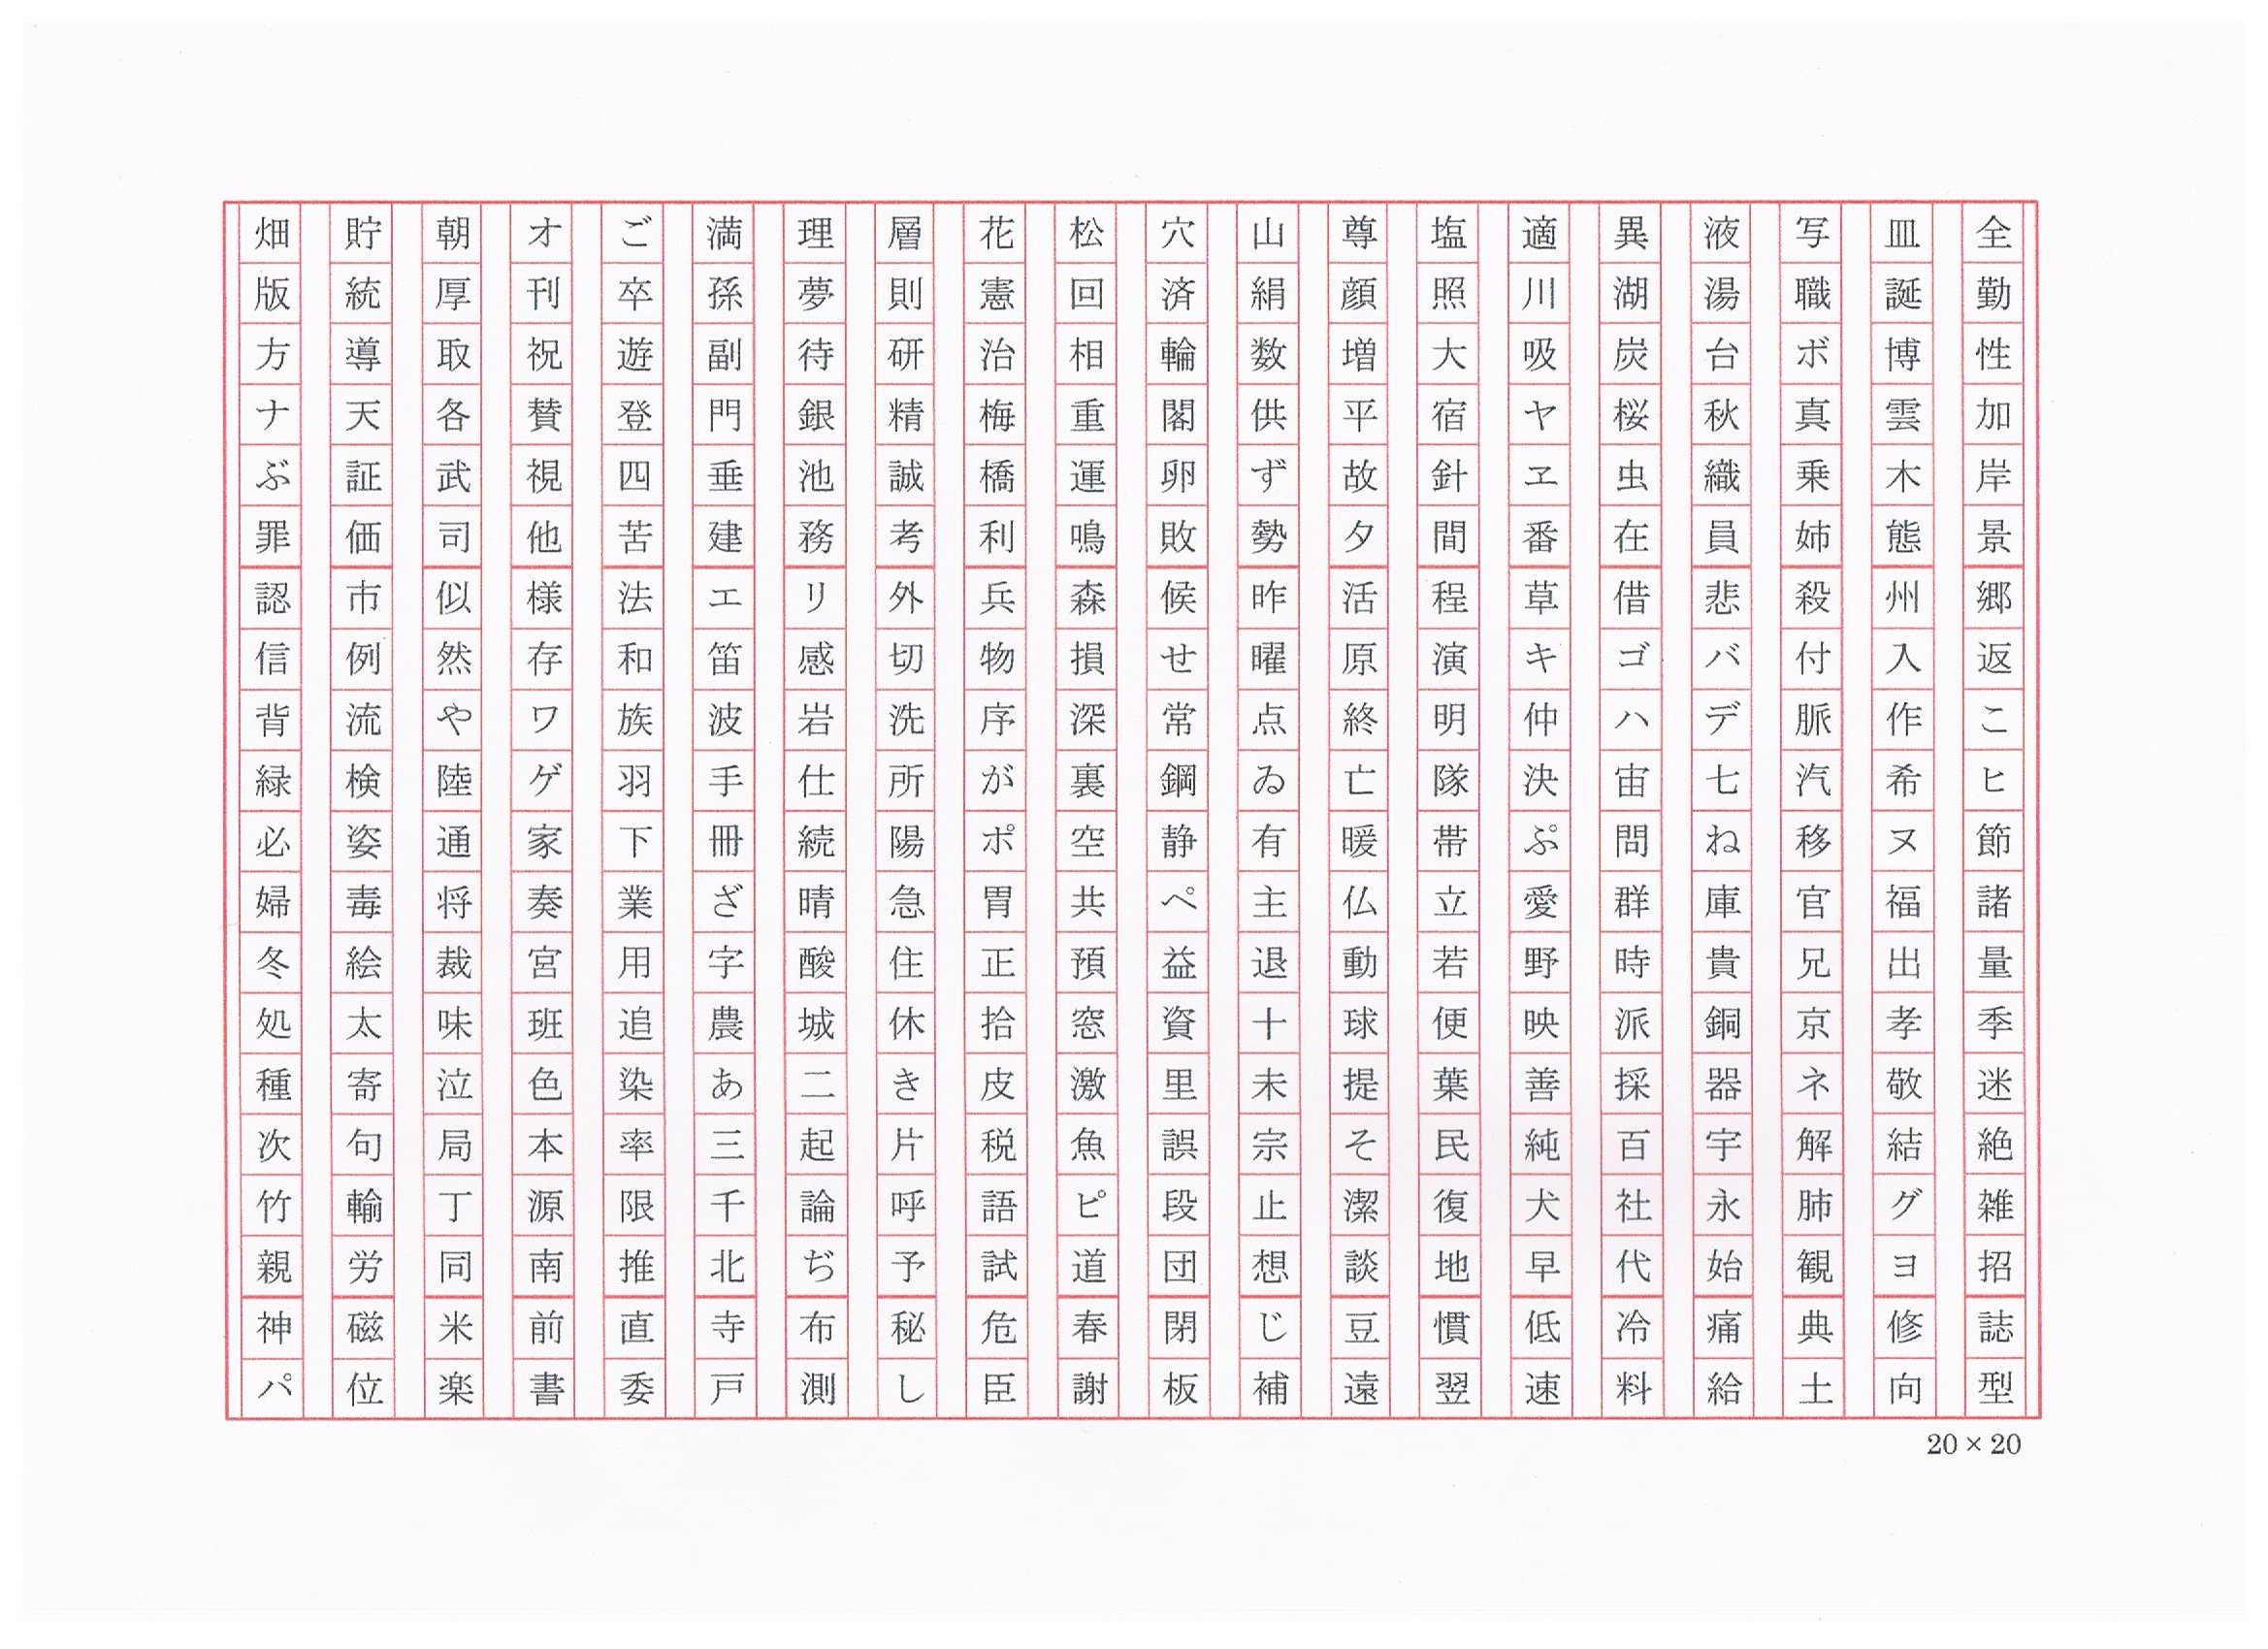 全勤性加岸景郷返こヒ節諸量季迷絶雑招誌型
皿誕博雲木態州入作希ヌ福出孝敬結グヨ修向
写職ボ真乗姉殺付脈汽移官兄京ネ解肺観典土
液湯台秋織員悲バデ七ね庫貴銅器宇永始痛給
異湖炭桜虫在借ゴハ宙問群時派採百社代冷料
適川吸ヤヱ番草キ仲決ぷ愛野映善純犬早低速
塩照大宿針間程演明隊帯立若便葉民復地慣翌
尊顔増平故夕活原終亡暖仏動球提そ潔談豆遠
山絹数供ず勢昨曜点ゐ有主退十未宗止想じ補
穴済輪閣卵敗候せ常鋼静ぺ益資里誤段団閉板
松回相重運鳴森損深裏空共預窓激魚ピ道春謝
花憲治梅橋利兵物序がポ胃正拾皮税語試危臣
層則研精誠考外切洗所陽急住休き片呼予秘し
理夢待銀池務リ感岩仕続晴酸城二起論ぢ布測
満孫副門垂建エ笛波手冊ざ字農あ三千北寺戸
ご卒遊登四苦法和族羽下業用追染率限推直委
オ刊祝賛視他様存ワゲ家奏宮班色本源南前書
朝厚取各武司似然や陸通将裁味泣局丁同米楽
貯統導天証価市例流検姿毒絵太寄句輸労磁位
畑版方ナぶ罪認信背緑必婦冬処種次竹親神パ
20×20